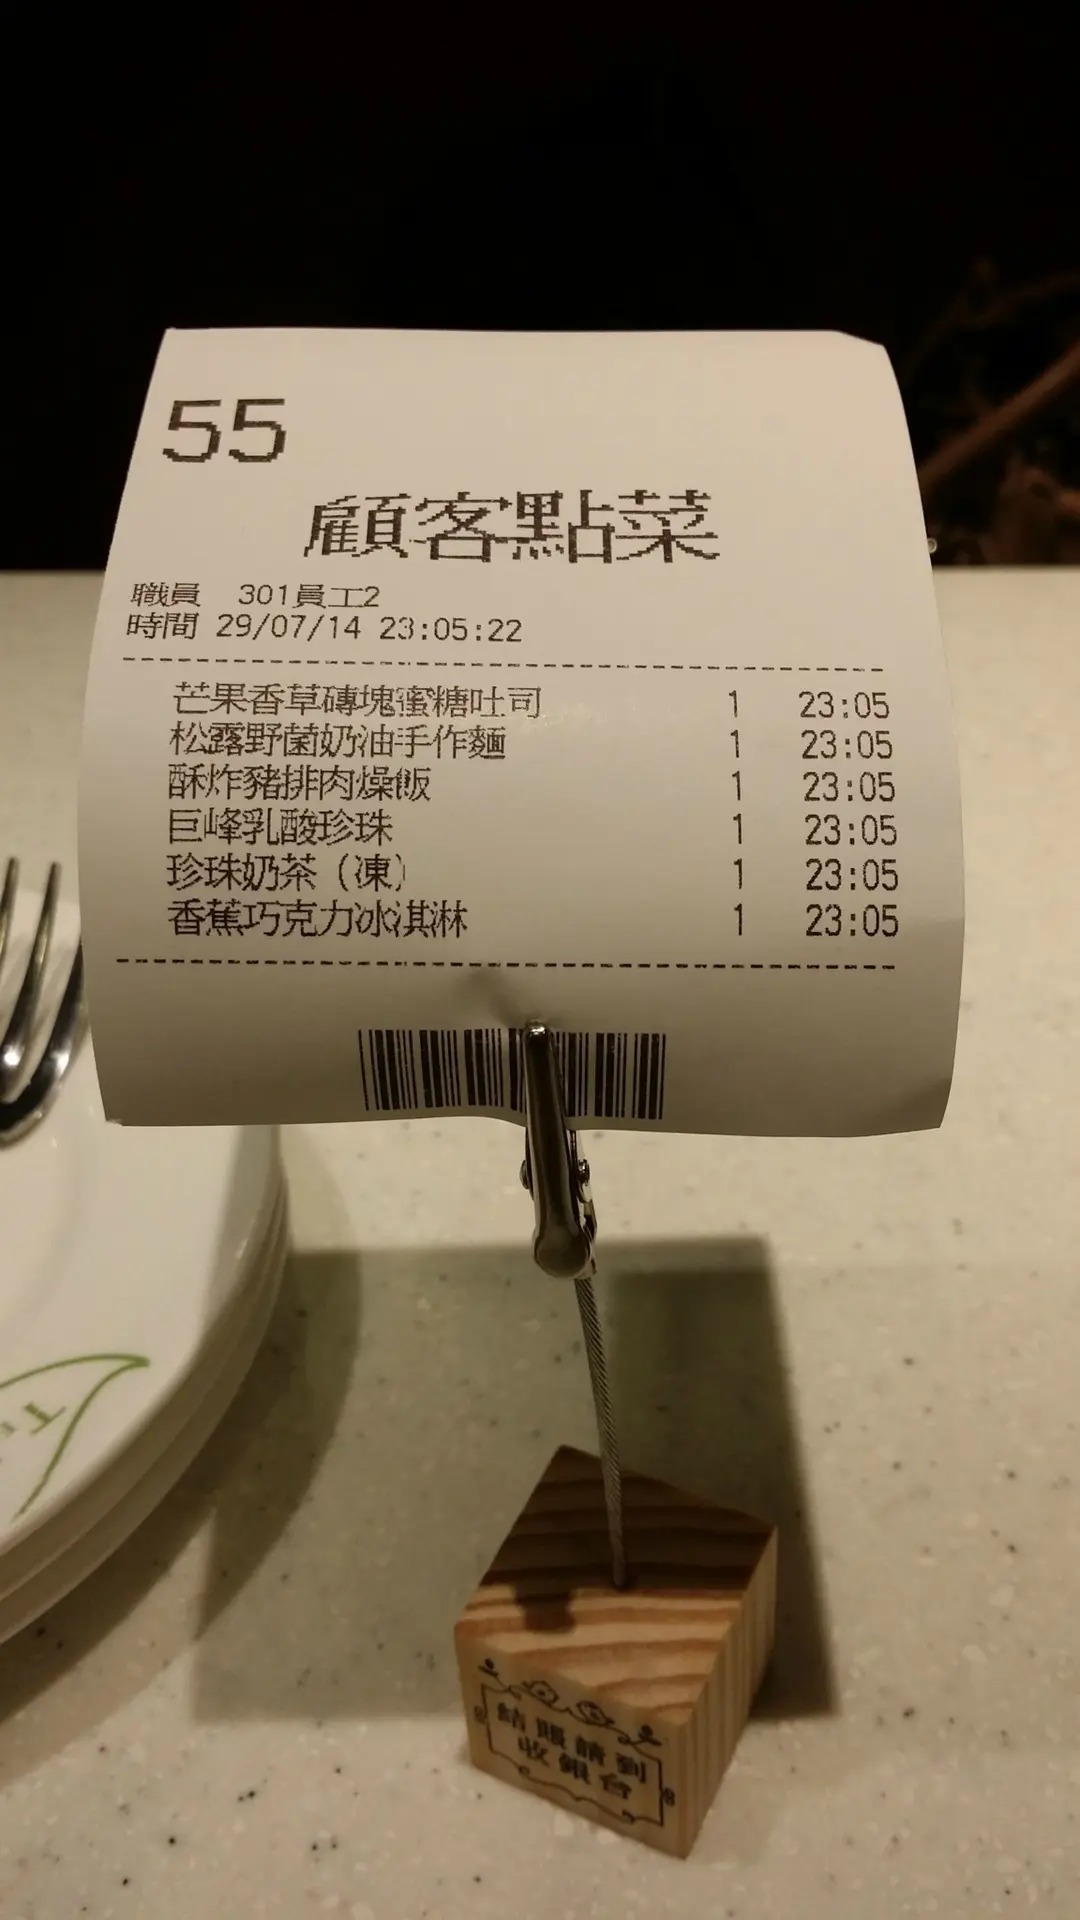 55
顧客點菜
職員 301員工2
時間 29/07/14 23:05:22
芒果香草磚塊蜜糖吐司 1 23:05
松露野菌奶油手作麵 1 23:05
酥炸豬排肉燥飯 1 23:05
巨峰乳酸珍珠 1 23:05
珍珠奶茶（凍） 1 23:05
香蕉巧克力冰淇淋 1 23:05
結賬請到
收銀台